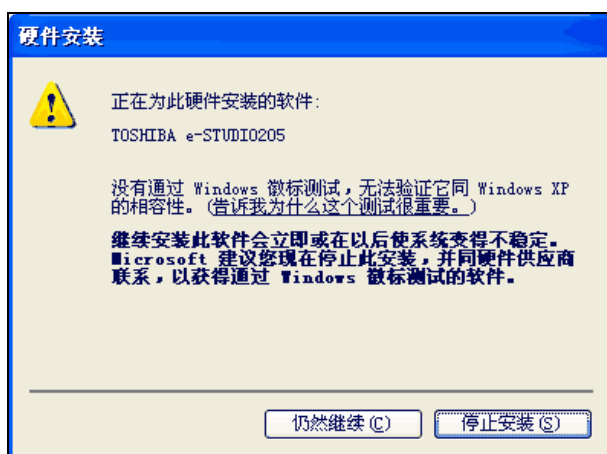 硬件安装
正在为此硬件安装的软件:
TOSHIBA e-STUDIO205
没有通过 Windows 徽标测试，无法验证它同 Windows XP
的相容性。(告诉我为什么这个测试很重要。)
继续安装此软件会立即或在以后使系统变得不稳定。
Microsoft 建议您现在停止此安装，并同硬件供应商
联系，以获得通过 Windows 徽标测试的软件。
仍然继续(C)
停止安装(S)